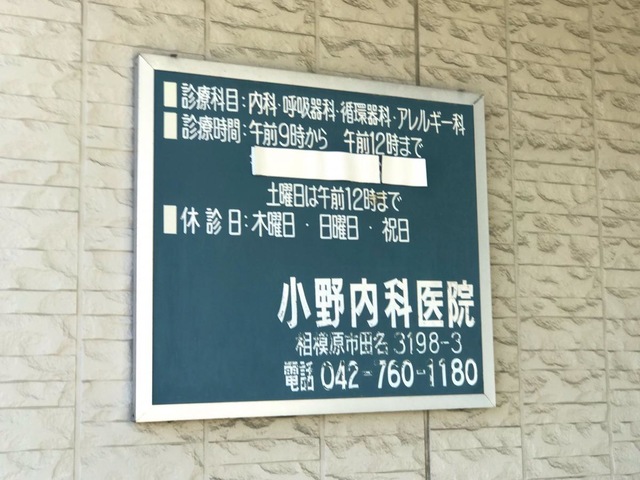 診療科目:内科・呼吸器科・循環器科・アレルギー科
診療時間:午前9時から 午前12時まで
土曜日は午前12時まで
休診日:木曜日・日曜日・祝日
小野内科医院
相模原市田名3198-3
電話 042-760-1180